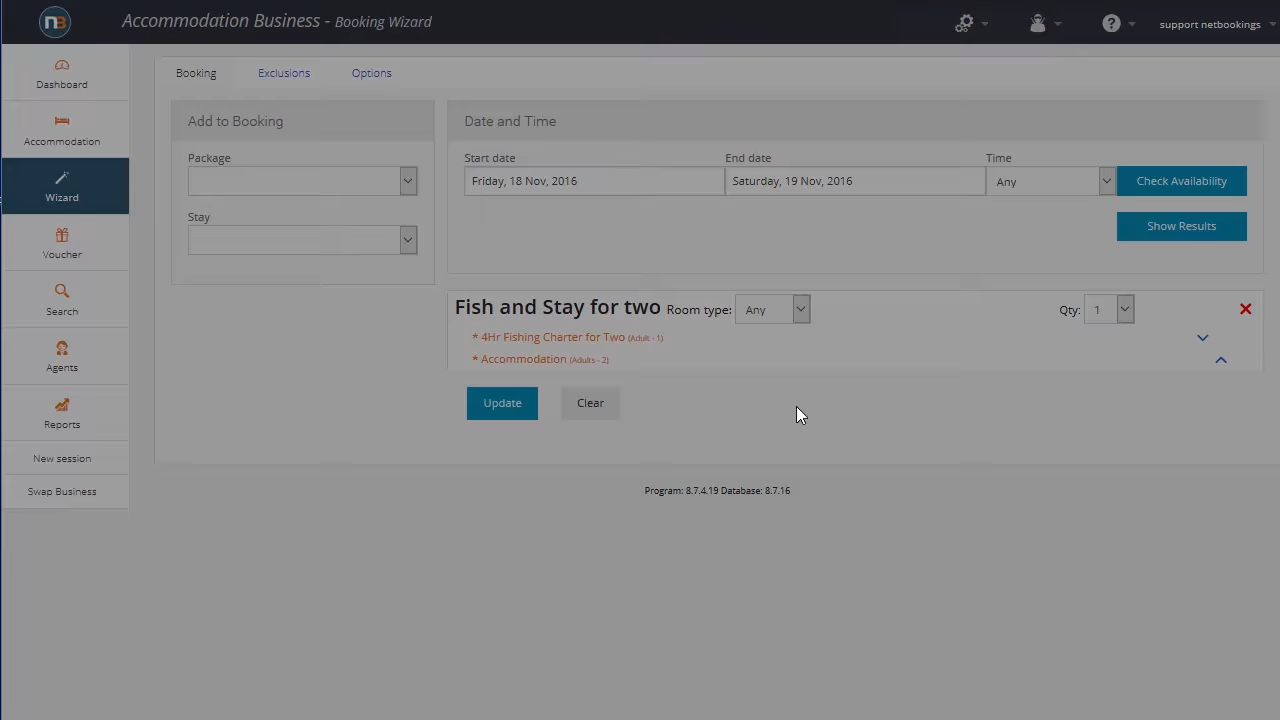 Accommodation Business - Booking Wizard
support netbookings
Dashboard
Accommodation
Wizard
Voucher
Search
Agents
Reports
New session
Swap Business
Booking Exclusions Options
Add to Booking
Package
Stay
Date and Time
Start date End date Time
Friday, 18 Nov, 2016 Saturday, 19 Nov, 2016 Any Check Availability
Show Results
Fish and Stay for two Room type: Any Qty: 1
* 4Hr Fishing Charter for Two (Adult - 1)
* Accommodation (Adults - 2)
Update Clear
Program: 8.7.4.19 Database: 8.7.16